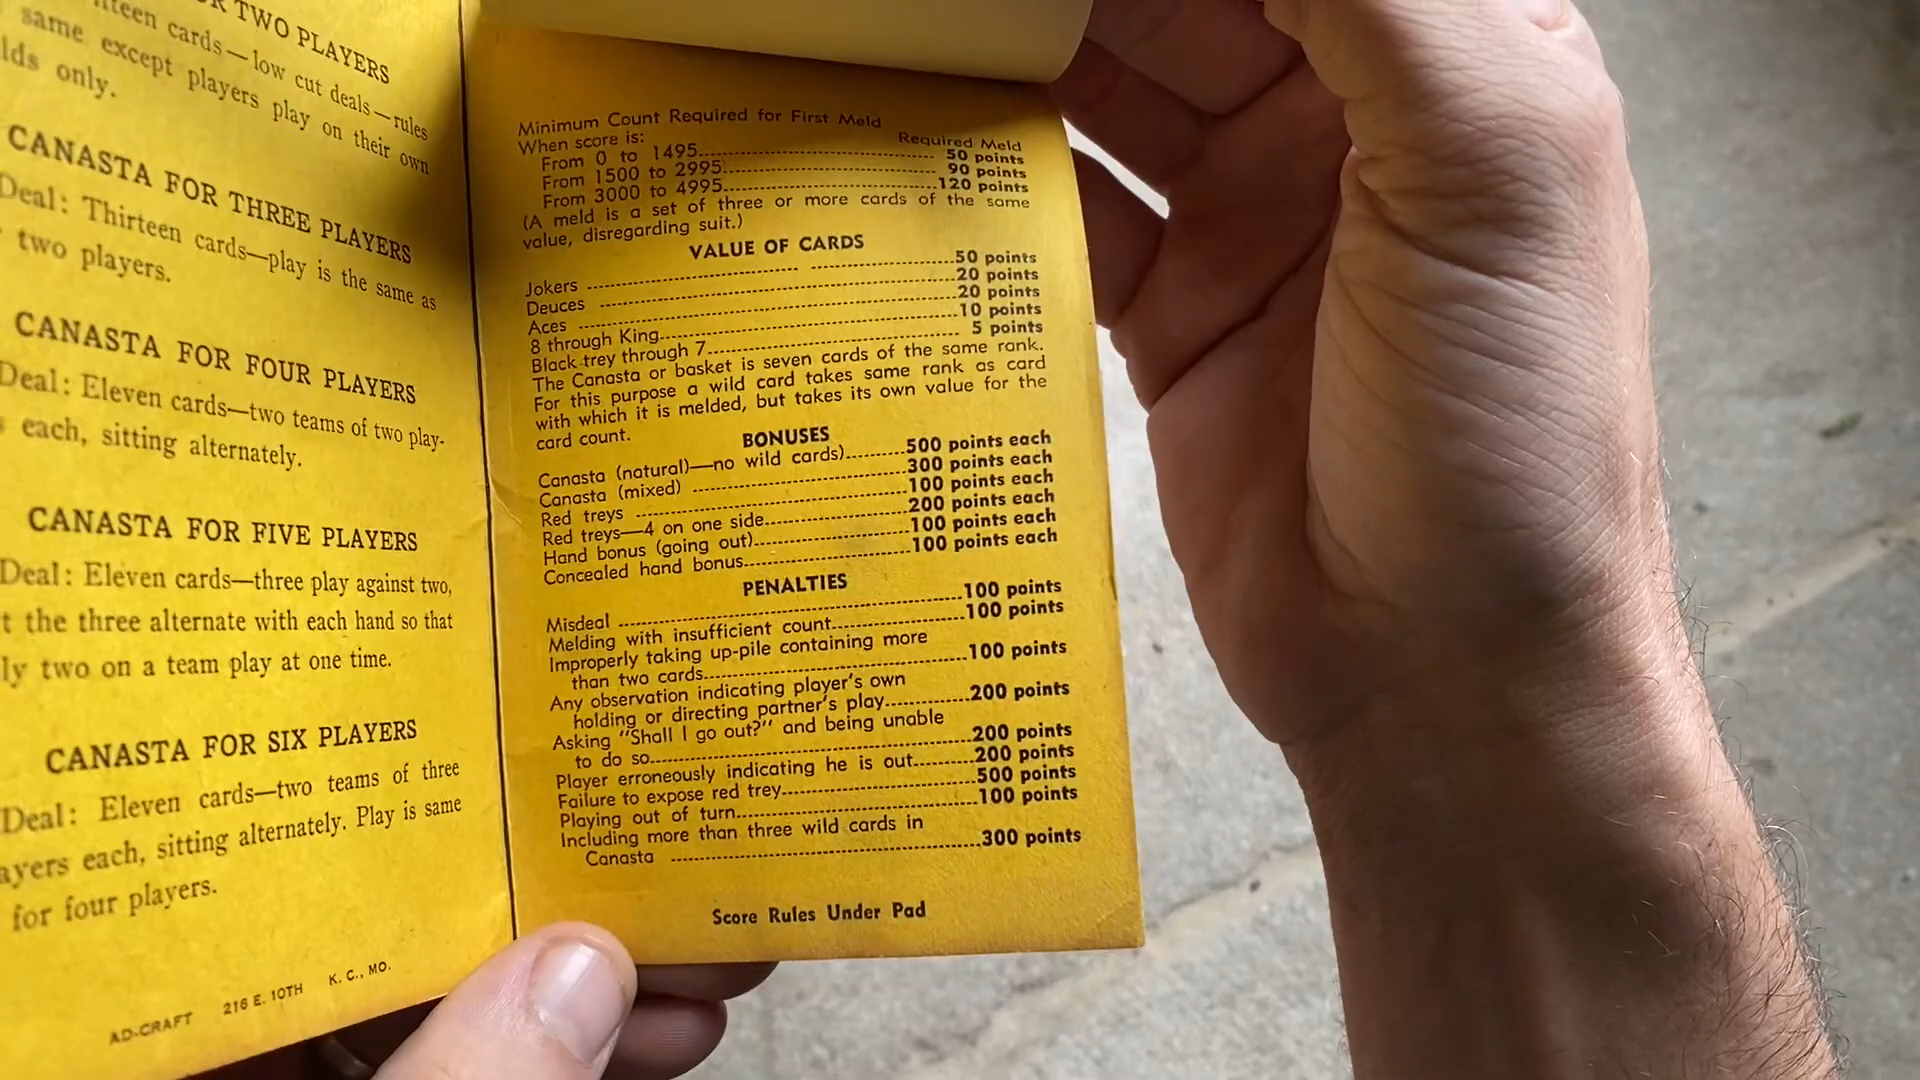 TWO PLAYERS
cards—low cut deals—rules
same except players play on their own
only.
CANASTA FOR THREE PLAYERS
Deal: Thirteen cards—play is the same as
two players.
CANASTA FOR FOUR PLAYERS
Deal: Eleven cards—two teams of two play-
each, sitting alternately.
CANASTA FOR FIVE PLAYERS
Deal: Eleven cards—three play against two,
the three alternate with each hand so that
two on a team play at one time.
CANASTA FOR SIX PLAYERS
Deal: Eleven cards—two teams of three
each, sitting alternately. Play is same
for four players.
AD-CRAFT 216 E. 10TH K. C., MO.
Minimum Count Required for First Meld
When score is: Required Meld
From 0 to 1495 50 points
From 1500 to 2995 90 points
From 3000 to 4995 120 points
(A meld is a set of three or more cards of the same
value, disregarding suit.)
VALUE OF CARDS
Jokers 50 points
Deuces 20 points
Aces 20 points
8 through King 10 points
Black trey through 7 5 points
The Canasta or basket is seven cards of the same rank.
For this purpose a wild card takes same rank as card
with which it is melded, but takes its own value for the
card count.
BONUSES
Canasta (natural)—no wild cards) 500 points each
Canasta (mixed) 300 points each
Red treys 100 points each
Red treys—4 on one side 200 points each
Hand bonus (going out) 100 points each
Concealed hand bonus 100 points each
PENALTIES
Misdeal 100 points
Melding with insufficient count 100 points
Improperly taking up-pile containing more
than two cards 100 points
Any observation indicating player's own
holding or directing partner's play 200 points
Asking "Shall I go out?" and being unable
to do so 200 points
Player erroneously indicating he is out 200 points
Failure to expose red trey 500 points
Playing out of turn 100 points
Including more than three wild cards in
Canasta 300 points
Score Rules Under Pad